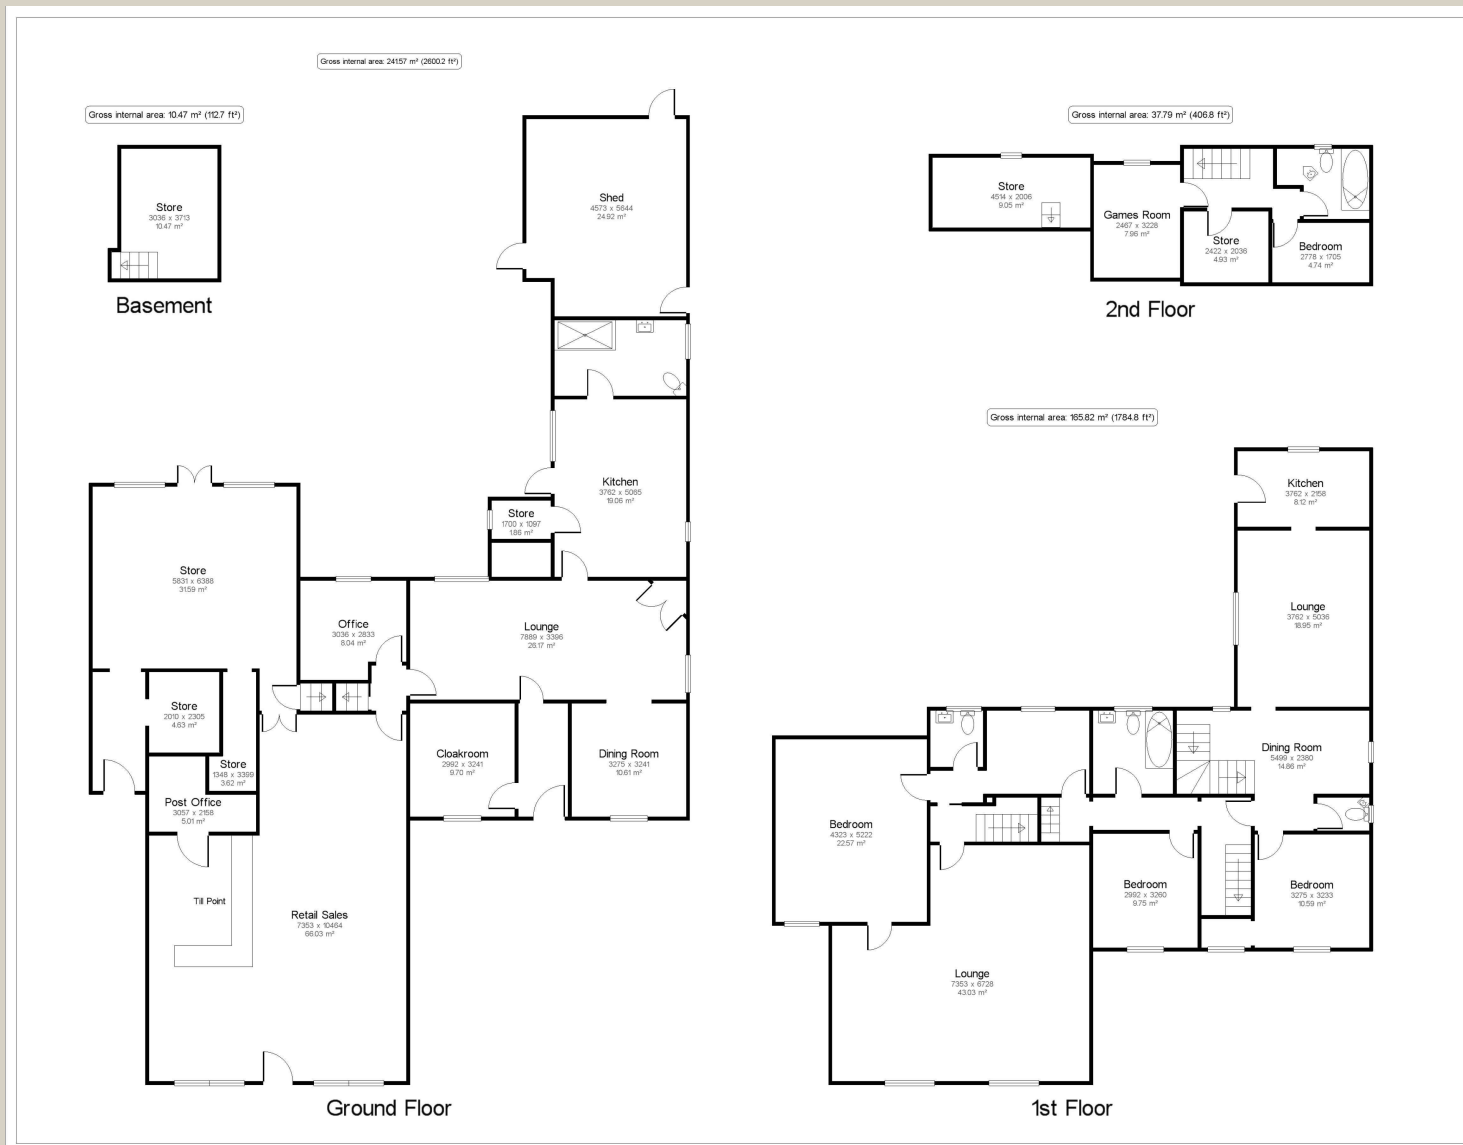 Gross internal area: 241.57 m² (2600.2 ft²)
Gross internal area: 10.47 m² (112.7 ft²)
Store
3036 x 3713
10.47 m²
Basement
Shed
4573 x 5644
24.92 m²
Kitchen
3762 x 5065
19.06 m²
Store
1700 x 1097
1.86 m²
Store
5831 x 6388
31.59 m²
Office
3036 x 2833
8.04 m²
Lounge
7889 x 3396
26.17 m²
Store
2010 x 2305
4.63 m²
Store
1348 x 3399
3.62 m²
Cloakroom
2992 x 3241
9.70 m²
Dining Room
3275 x 3241
10.61 m²
Post Office
3057 x 2158
5.01 m²
Till Point
Retail Sales
7353 x 10464
66.03 m²
Ground Floor
Gross internal area: 37.79 m² (406.8 ft²)
Store
4514 x 2006
9.05 m²
Games Room
2467 x 3228
7.96 m²
Store
2422 x 2036
4.93 m²
Bedroom
2778 x 1705
4.74 m²
2nd Floor
Gross internal area: 165.82 m² (1784.8 ft²)
Kitchen
3762 x 2158
8.12 m²
Lounge
3762 x 5036
18.95 m²
Dining Room
5499 x 2380
14.86 m²
Bedroom
4323 x 5222
22.57 m²
Bedroom
2992 x 3260
9.75 m²
Bedroom
3275 x 3233
10.59 m²
Lounge
7353 x 6728
43.03 m²
1st Floor